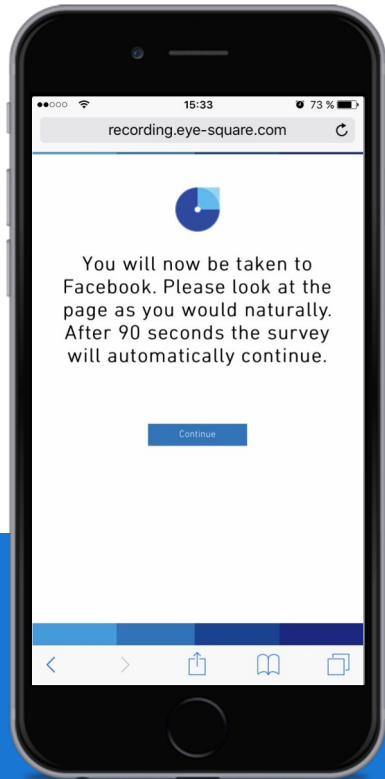 15:33
73 %
recording.eye-square.com
You will now be taken to
Facebook. Please look at the
page as you would naturally.
After 90 seconds the survey
will automatically continue.
Continue